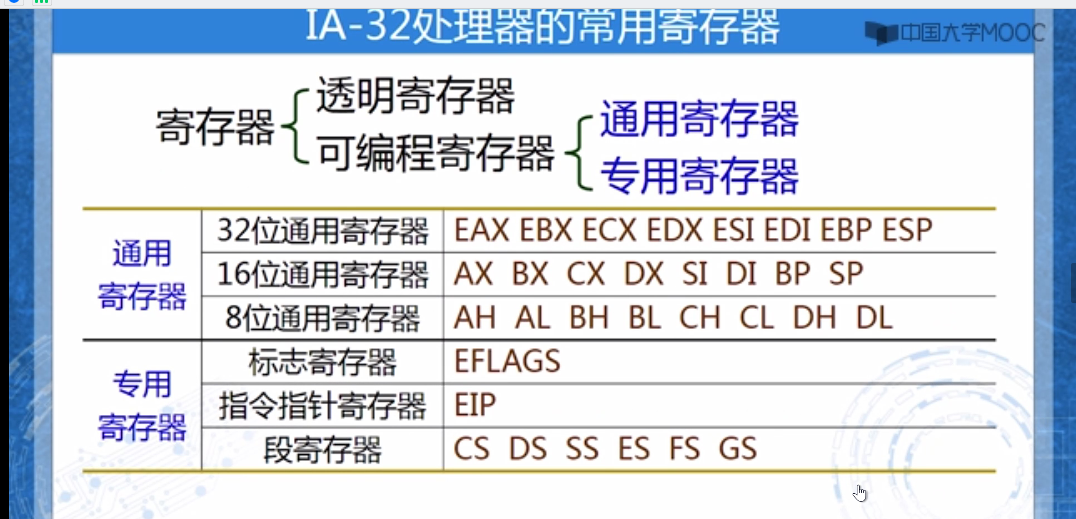 IA-32处理器的常用寄存器
中国大学MOOC
寄存器
透明寄存器
可编程寄存器
通用寄存器
专用寄存器
通用
寄存器
32位通用寄存器 EAX EBX ECX EDX ESI EDI EBP ESP
16位通用寄存器 AX BX CX DX SI DI BP SP
8位通用寄存器 AH AL BH BL CH CL DH DL
专用
寄存器
标志寄存器 EFLAGS
指令指针寄存器 EIP
段寄存器 CS DS SS ES FS GS